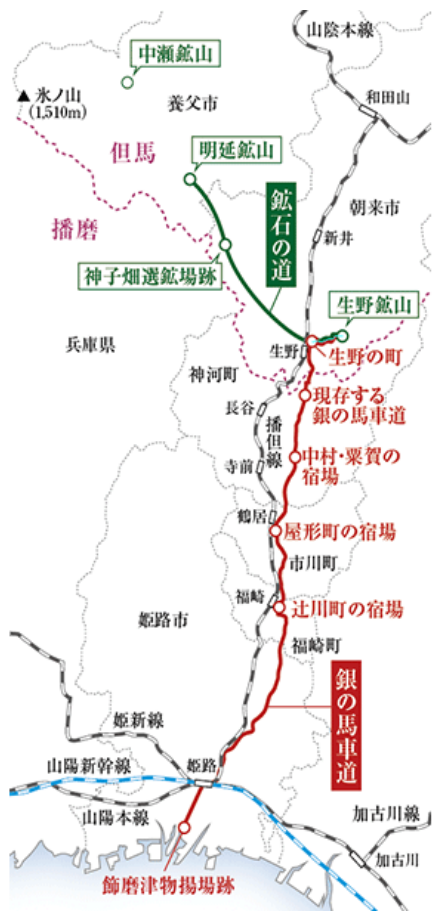 山陰本線
中瀬鉱山
養父市
▲氷ノ山
(1,510m)
和田山
但馬
明延鉱山
朝来市
播磨
鉱石の道
新井
神子畑選鉱場跡
生野鉱山
兵庫県
生野
生野の町
神河町
現存する
銀の馬車道
長谷
播但線
中村・粟賀の
宿場
寺前
鶴居
屋形町の宿場
市川町
福崎
辻川町の宿場
姫路市
福崎町
銀の馬車道
姫新線
山陽新幹線
姫路
山陽本線
加古川線
加古川
飾磨津物揚場跡